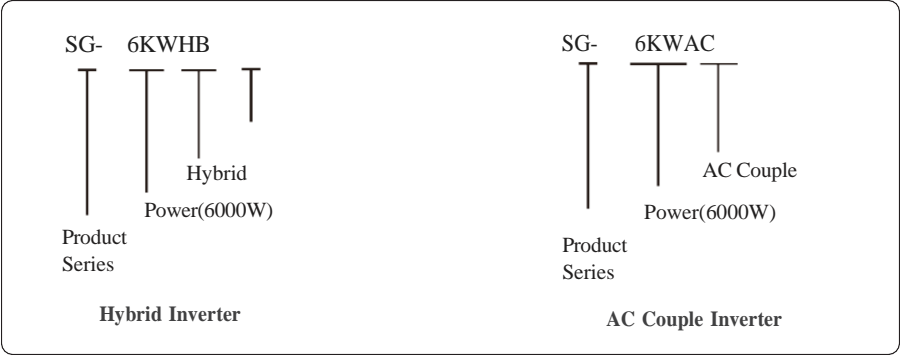 SG- 6KWHB
Hybrid
Power(6000W)
Product
Series
Hybrid Inverter
SG- 6KWAC
AC Couple
Power(6000W)
Product
Series
AC Couple Inverter